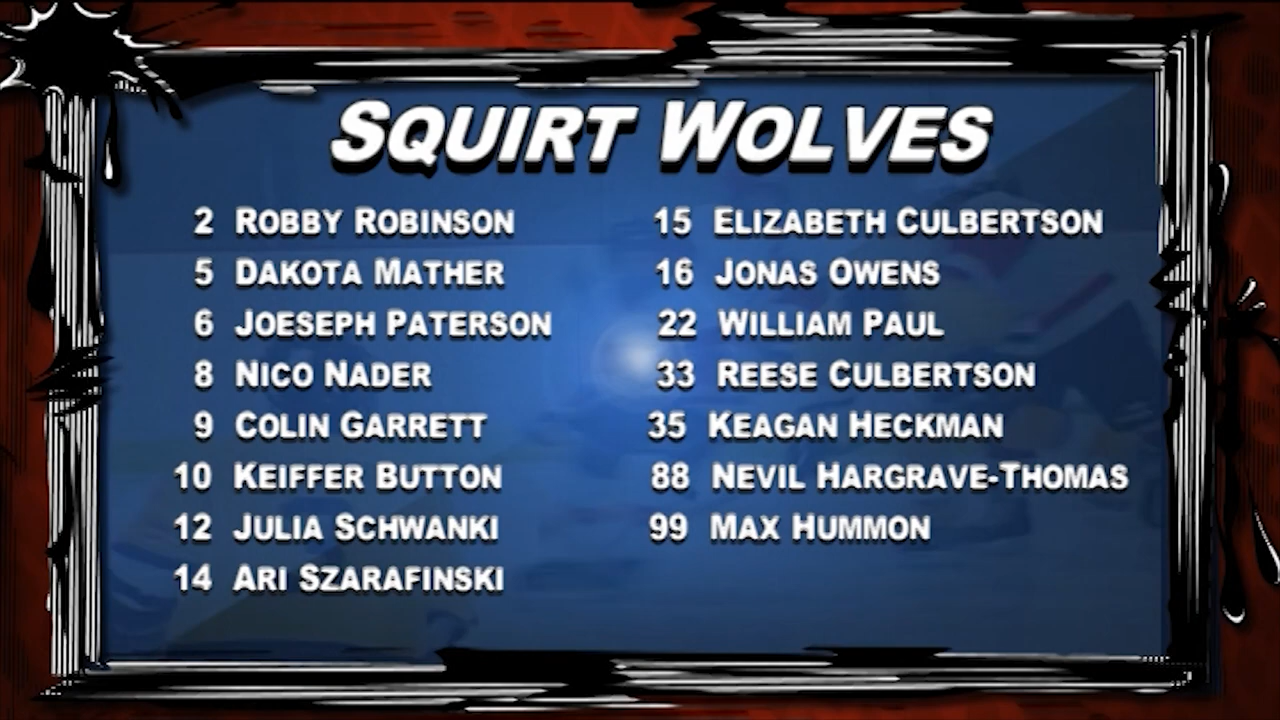 SQUIRT WOLVES
2 ROBBY ROBINSON
5 DAKOTA MATHER
6 JOESEPH PATERSON
8 NICO NADER
9 COLIN GARRETT
10 KEIFFER BUTTON
12 JULIA SCHWANKI
14 ARI SZARAFINSKI
15 ELIZABETH CULBERTSON
16 JONAS OWENS
22 WILLIAM PAUL
33 REESE CULBERTSON
35 KEAGAN HECKMAN
88 NEVIL HARGRAVE-THOMAS
99 MAX HUMMON